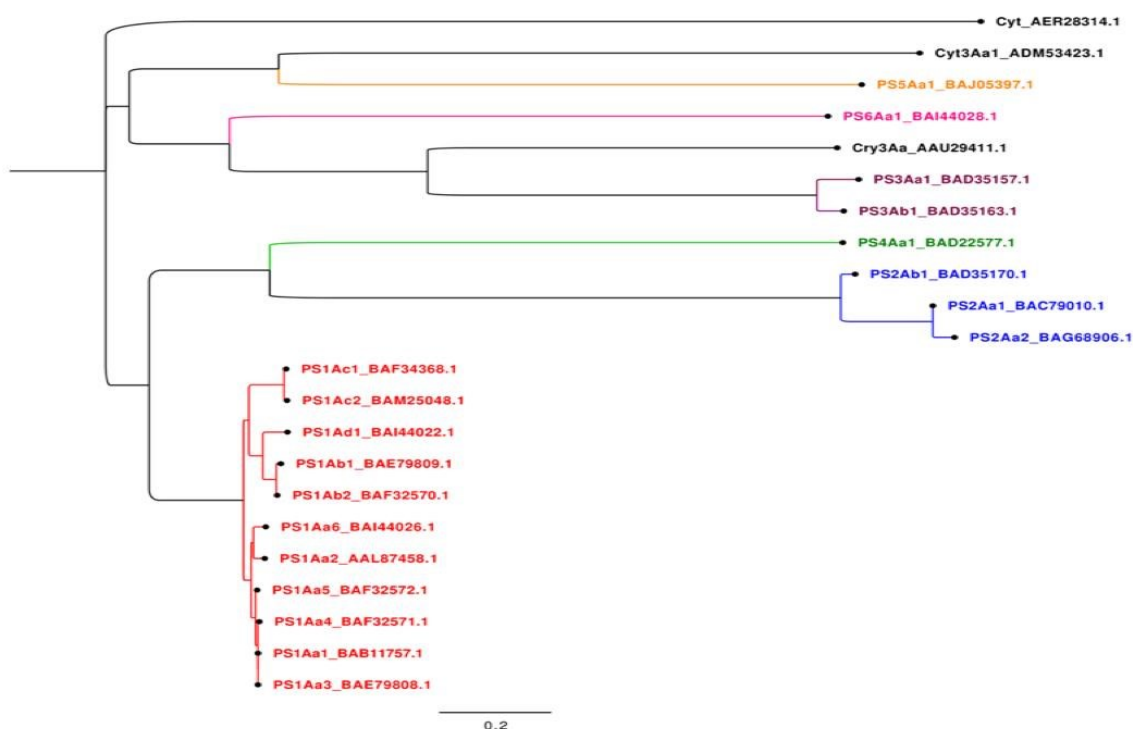 Cyt_AER28314.1
Cyt3Aa1_ADM53423.1
PS5Aa1_BAJ05397.1
PS6Aa1_BAI44028.1
Cry3Aa_AAU29411.1
PS3Aa1_BAD35157.1
PS3Ab1_BAD35163.1
PS4Aa1_BAD22577.1
PS2Ab1_BAD35170.1
PS2Aa1_BAC79010.1
PS2Aa2_BAG68906.1
PS1Ac1_BAF34368.1
PS1Ac2_BAM25048.1
PS1Ad1_BAI44022.1
PS1Ab1_BAE79809.1
PS1Ab2_BAF32570.1
PS1Aa6_BAI44026.1
PS1Aa2_AAL87458.1
PS1Aa5_BAF32572.1
PS1Aa4_BAF32571.1
PS1Aa1_BAB11757.1
PS1Aa3_BAE79808.1
0.2